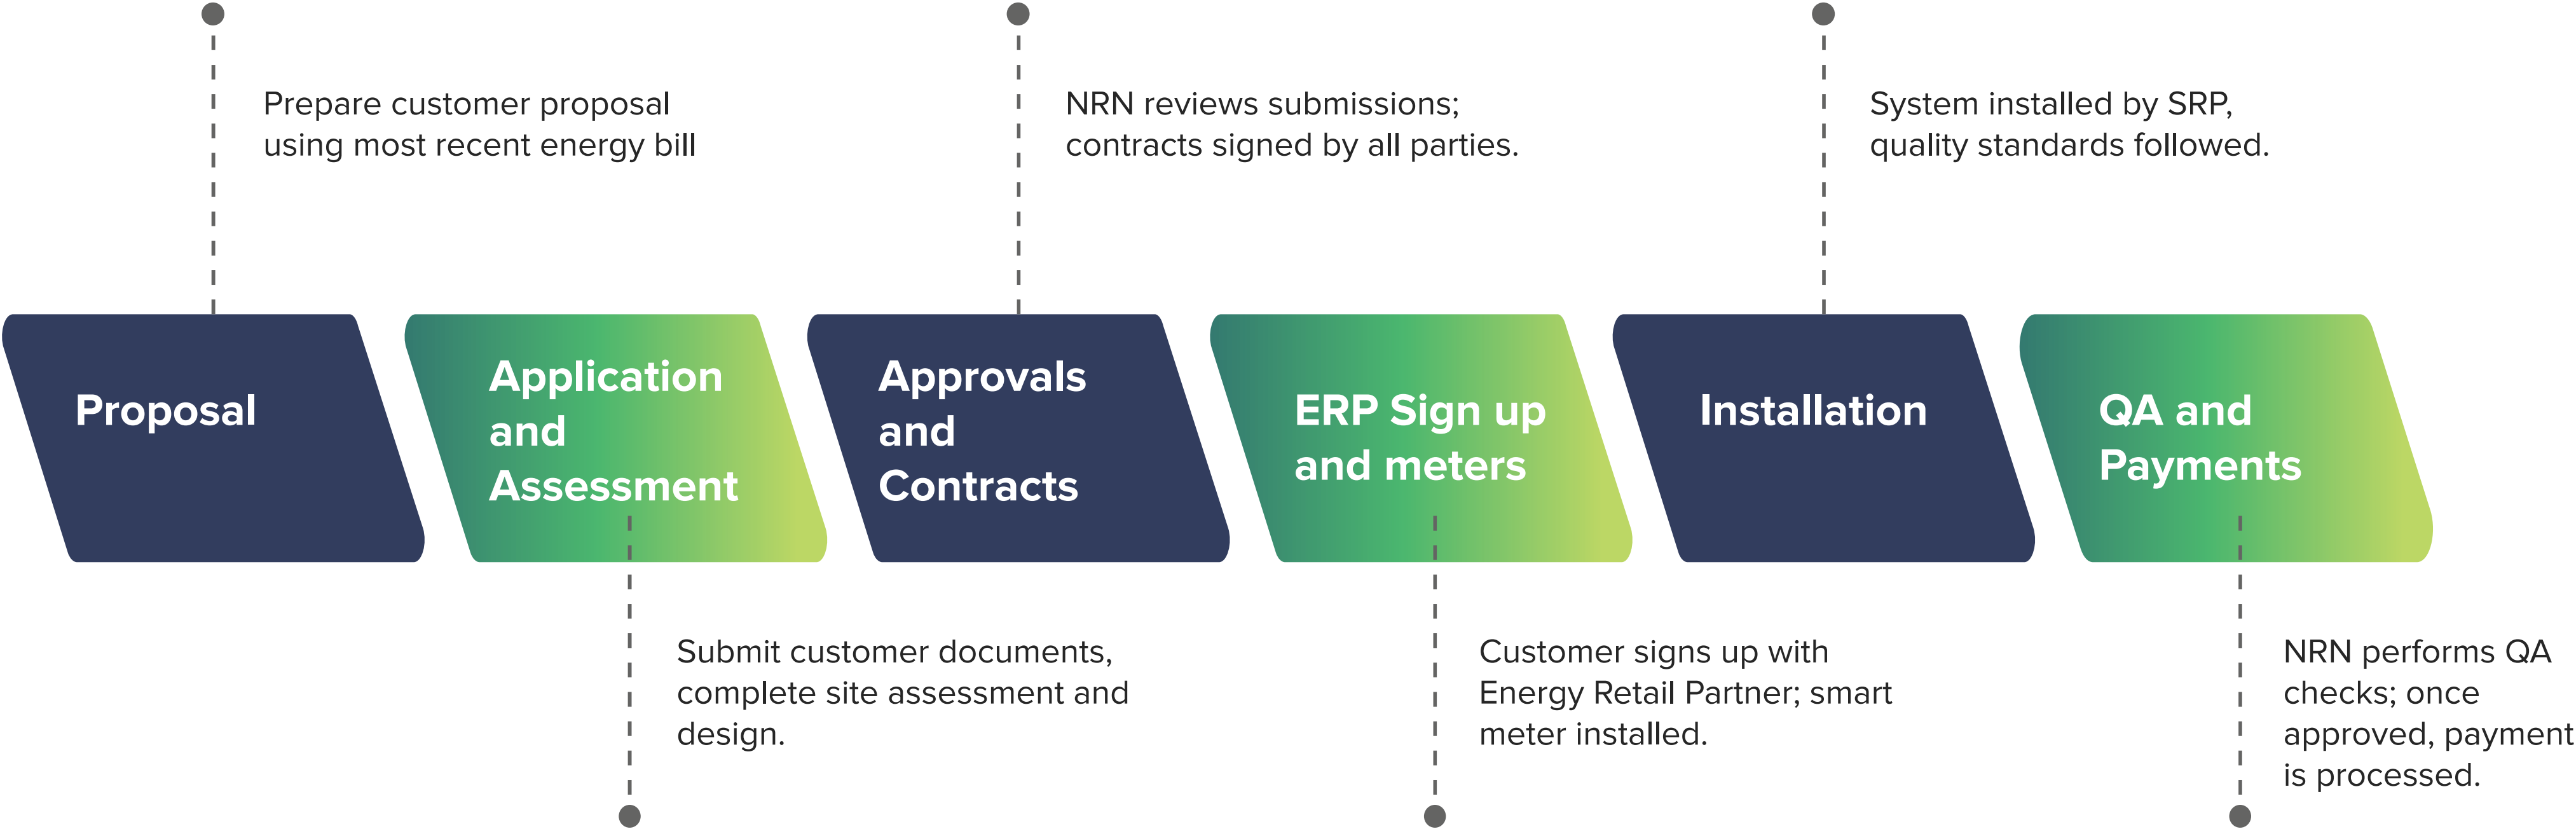 Prepare customer proposal
using most recent energy bill
NRN reviews submissions;
contracts signed by all parties.
System installed by SRP,
quality standards followed.
Proposal
Application
and
Assessment
Approvals
and
Contracts
ERP Sign up
and meters
Installation
QA and
Payments
Submit customer documents,
complete site assessment and
design.
Customer signs up with
Energy Retail Partner; smart
meter installed.
NRN performs QA
checks; once
approved, payment
is processed.